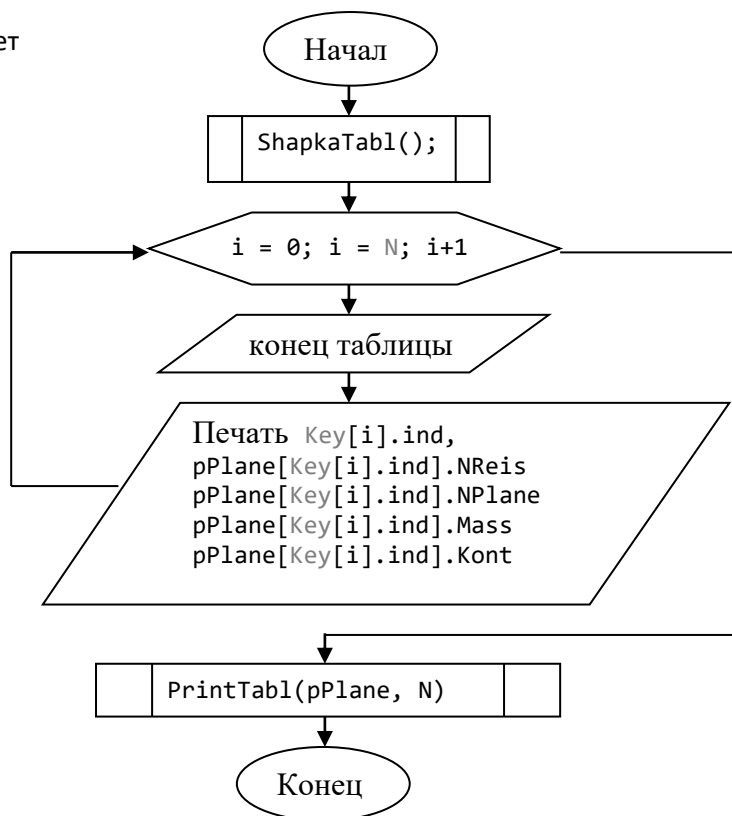 ет
Начал
ShapkaTabl();
i = 0; i = N; i+1
конец таблицы
Печать Key[i].ind,
pPlane[Key[i].ind].NReis
pPlane[Key[i].ind].NPlane
pPlane[Key[i].ind].Mass
pPlane[Key[i].ind].Kont
PrintTabl(pPlane, N)
Конец